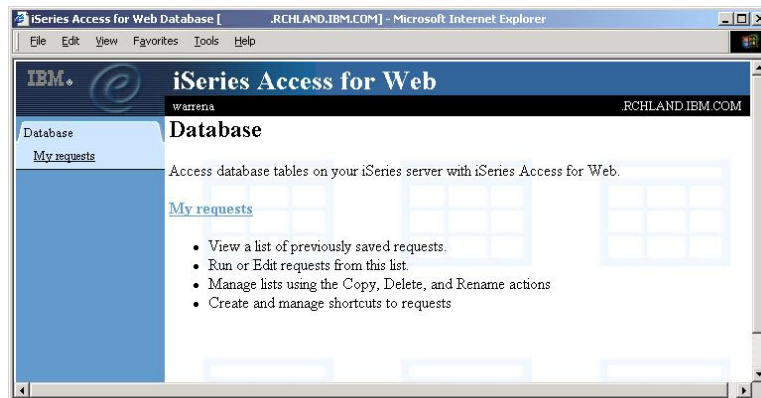 iSeries Access for Web Database [ .RCHLAND.IBM.COM] - Microsoft Internet Explorer
File Edit View Favorites Tools Help
IBM
iSeries Access for Web
warrena .RCHLAND.IBM.COM
Database
My requests
Database
Access database tables on your iSeries server with iSeries Access for Web.
My requests
• View a list of previously saved requests.
• Run or Edit requests from this list.
• Manage lists using the Copy, Delete, and Rename actions
• Create and manage shortcuts to requests